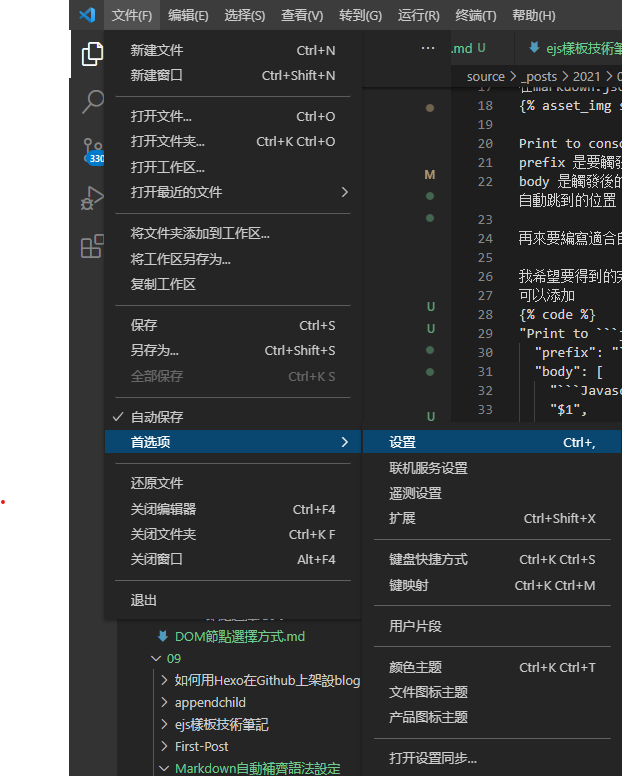 文件(F) 编辑(E) 选择(S) 查看(V) 转到(G) 运行(R) 终端(T) 帮助(H)
新建文件 Ctrl+N
新建窗口 Ctrl+Shift+N
打开文件... Ctrl+O
打开文件夹... Ctrl+K Ctrl+O
打开工作区...
打开最近的文件
将文件夹添加到工作区...
将工作区另存为...
复制工作区
保存 Ctrl+S
另存为... Ctrl+Shift+S
全部保存 Ctrl+K S
自动保存
首选项
还原文件
关闭编辑器 Ctrl+F4
关闭文件夹 Ctrl+K F
关闭窗口 Alt+F4
退出
设置 Ctrl+,
联机服务设置
遥测设置
扩展 Ctrl+Shift+X
键盘快捷方式 Ctrl+K Ctrl+S
键映射 Ctrl+K Ctrl+M
用户片段
颜色主题 Ctrl+K Ctrl+T
文件图标主题
产品图标主题
打开设置同步...
330
M
U
U
U
... .md U ejs樣板技術筆
source > _posts > 2021 > 0
17 在markdown.jso
18 {% asset_img s
19
20 Print to conso
21 prefix 是要觸發
22 body 是觸發後的
自動跳到的位置
23
24 再來要編寫適合自
25
26 我希望要得到的完
27 可以添加
28 {% code %}
29 "Print to ```j
30 "prefix": "`
31 "body": [
32 "```Javasc
33 "$1",
DOM節點選擇方式.md
09
如何用Hexo在Github上架設blog
appendchild
ejs樣板技術筆記
First-Post
Markdown自動補齊語法設定